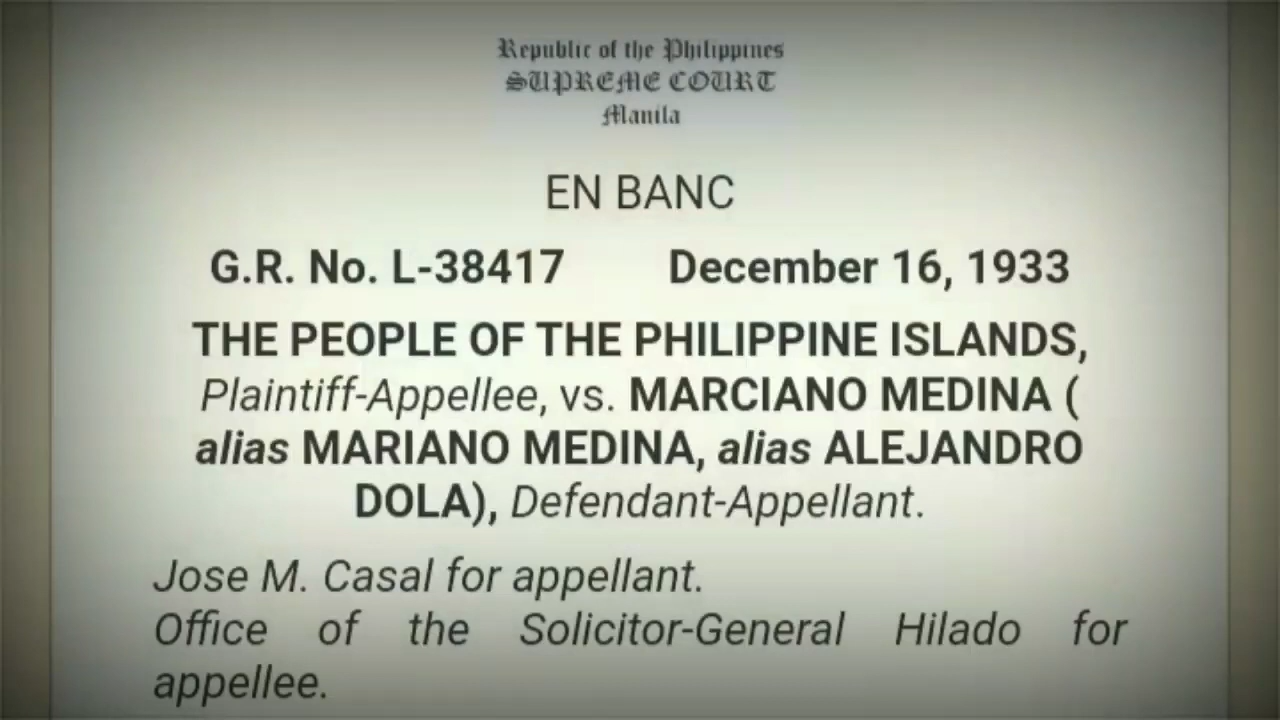 Republic of the Philippines
SUPREME COURT
Manila
EN BANC
G.R. No. L-38417 December 16, 1933
THE PEOPLE OF THE PHILIPPINE ISLANDS,
Plaintiff-Appellee, vs. MARCIANO MEDINA (
alias MARIANO MEDINA, alias ALEJANDRO
DOLA), Defendant-Appellant.
Jose M. Casal for appellant.
Office of the Solicitor-General Hilado for
appellee.